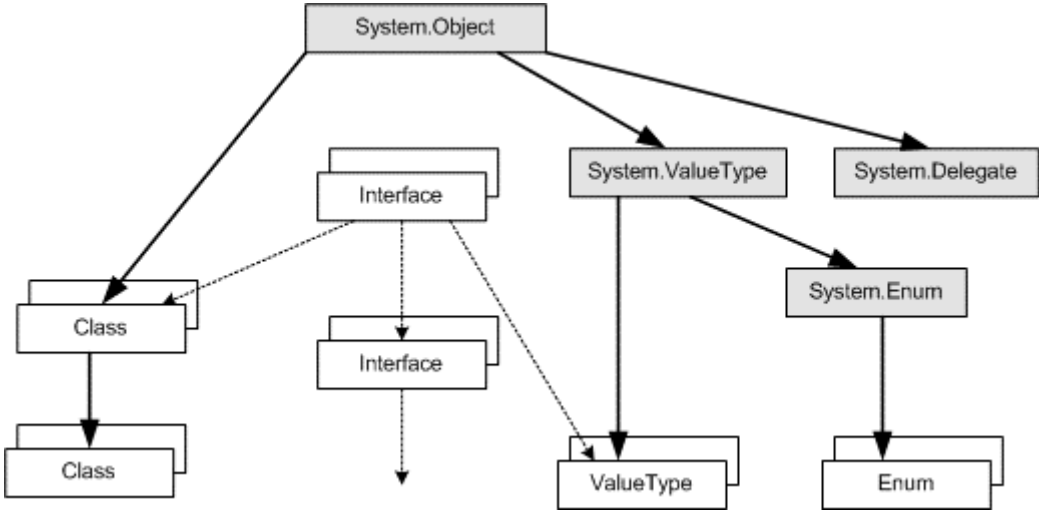 System.Object
System.ValueType
System.Delegate
Interface
System.Enum
Class
Interface
Class
ValueType
Enum